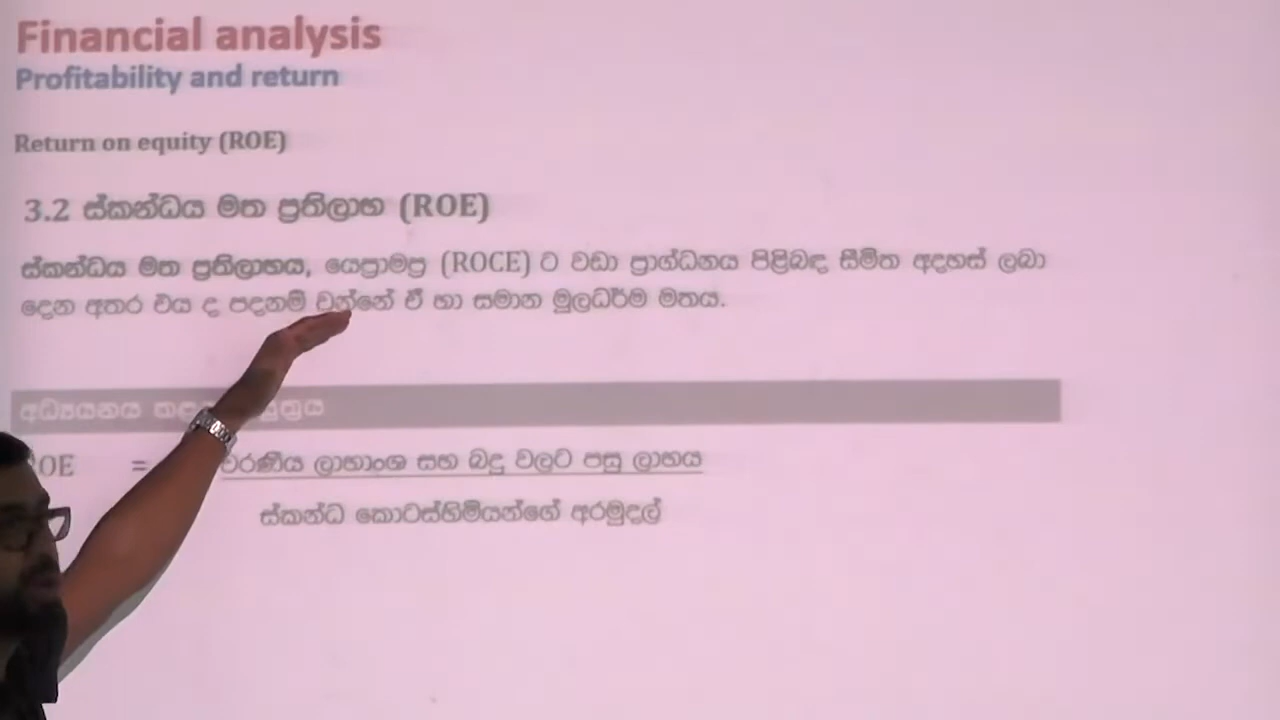 Financial analysis
Profitability and return
Return on equity (ROE)
3.2 ස්කන්ධය මත ප්‍රතිලාභ (ROE)
ස්කන්ධය මත ප්‍රතිලාභය, යෙප්‍රාමප්‍ර (ROCE) ට වඩා ප්‍රාග්ධනය පිළිබඳ සීමිත අදහස් ලබා
දෙන අතර එය ද පදනම් වන්නේ ඒ හා සමාන මූලධර්ම මතය.
අධ්‍යයනය
= ලාභාංශ සහ බදු වලට පසු ලාභය
ස්කන්ධ කොටස්හිමියන්ගේ අරමුදල්